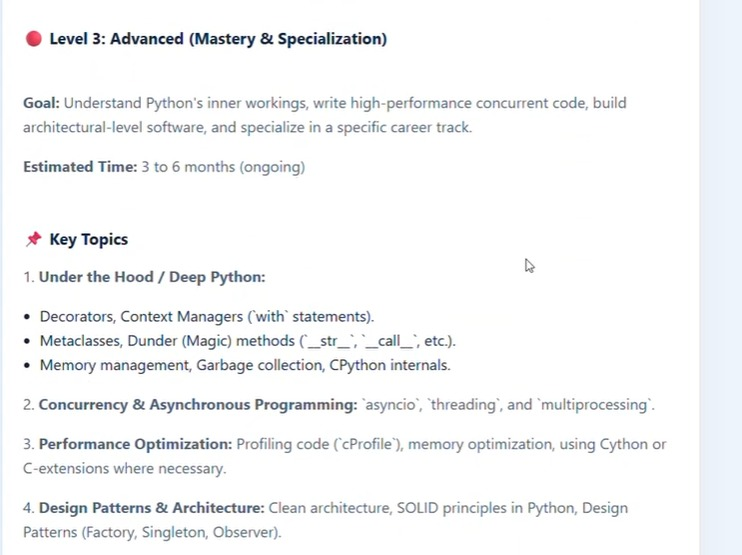 🔴 Level 3: Advanced (Mastery & Specialization)
Goal: Understand Python's inner workings, write high-performance concurrent code, build
architectural-level software, and specialize in a specific career track.
Estimated Time: 3 to 6 months (ongoing)
📌 Key Topics
1. Under the Hood / Deep Python:
• Decorators, Context Managers (`with` statements).
• Metaclasses, Dunder (Magic) methods (`__str__`, `__call__`, etc.).
• Memory management, Garbage collection, CPython internals.
2. Concurrency & Asynchronous Programming: `asyncio`, `threading`, and `multiprocessing`.
3. Performance Optimization: Profiling code (`cProfile`), memory optimization, using Cython or
C-extensions where necessary.
4. Design Patterns & Architecture: Clean architecture, SOLID principles in Python, Design
Patterns (Factory, Singleton, Observer).